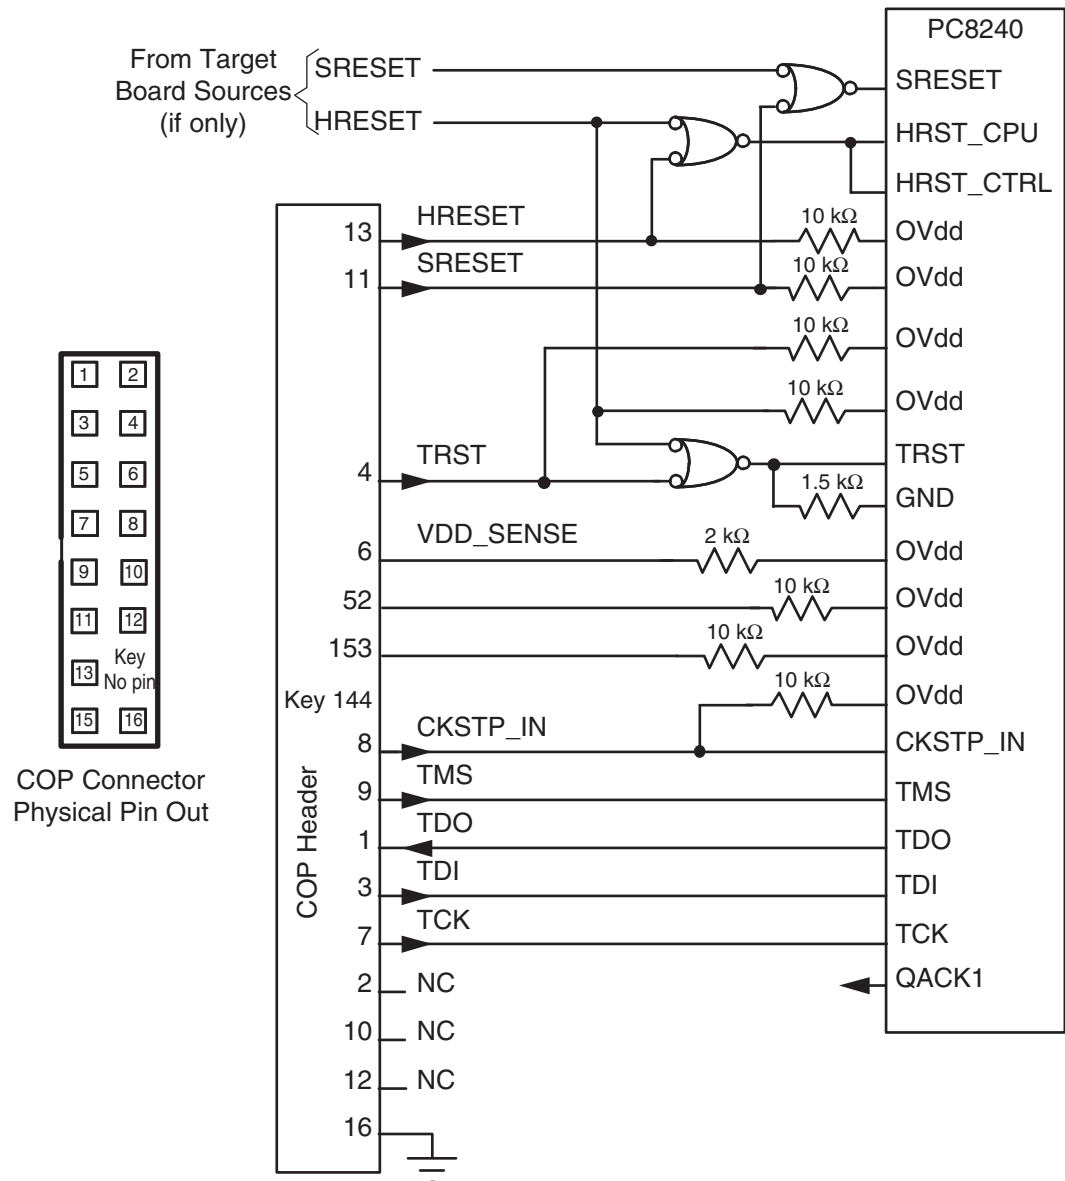 PC8240
From Target
Board Sources
(if only)
SRESET
HRESET
SRESET
HRST_CPU
HRST_CTRL
13
HRESET
10 kΩ
OVdd
11
SRESET
10 kΩ
OVdd
10 kΩ
OVdd
10 kΩ
OVdd
4
TRST
TRST
1.5 kΩ
GND
6
VDD_SENSE
2 kΩ
OVdd
52
10 kΩ
OVdd
153
10 kΩ
OVdd
Key 144
10 kΩ
OVdd
8
CKSTP_IN
CKSTP_IN
9
TMS
TMS
1
TDO
TDO
3
TDI
TDI
7
TCK
TCK
QACK1
2
NC
10
NC
12
NC
16
COP Header
1 2
3 4
5 6
7 8
9 10
11 12
13 Key
No pin
15 16
COP Connector
Physical Pin Out